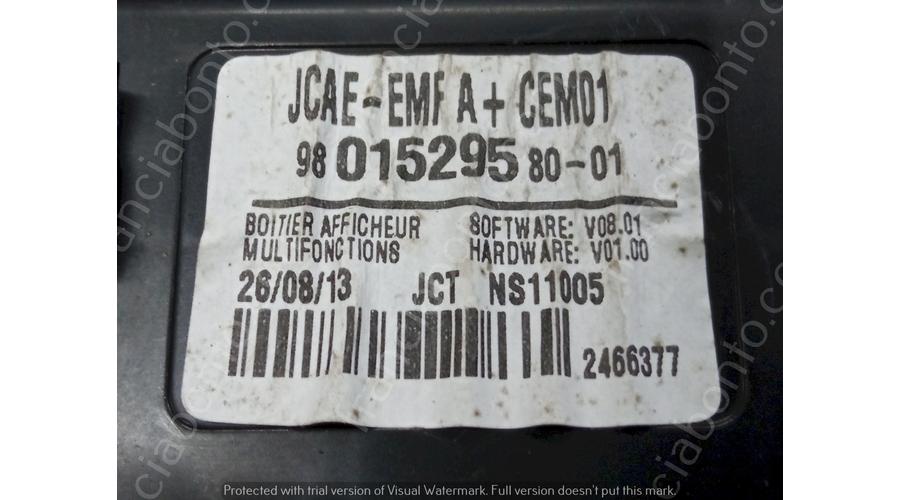 JCAE-EMF A+ CEM01
98 015295 80-01
BOITIER AFFICHEUR SOFTWARE: V08.01
MULTIFONCTIONS HARDWARE: V01.00
26/08/13 JCT NS11005
2466377
Protected with trial version of Visual Watermark. Full version doesn't put this mark.